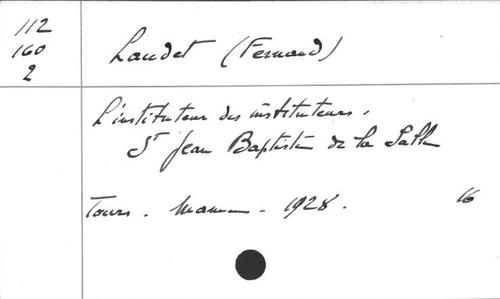 112
160
2
Laudet (Fernand)
L'instituteur des instituteurs.
St Jean Baptiste de la Salle
Tours. Mame. 1928. 16